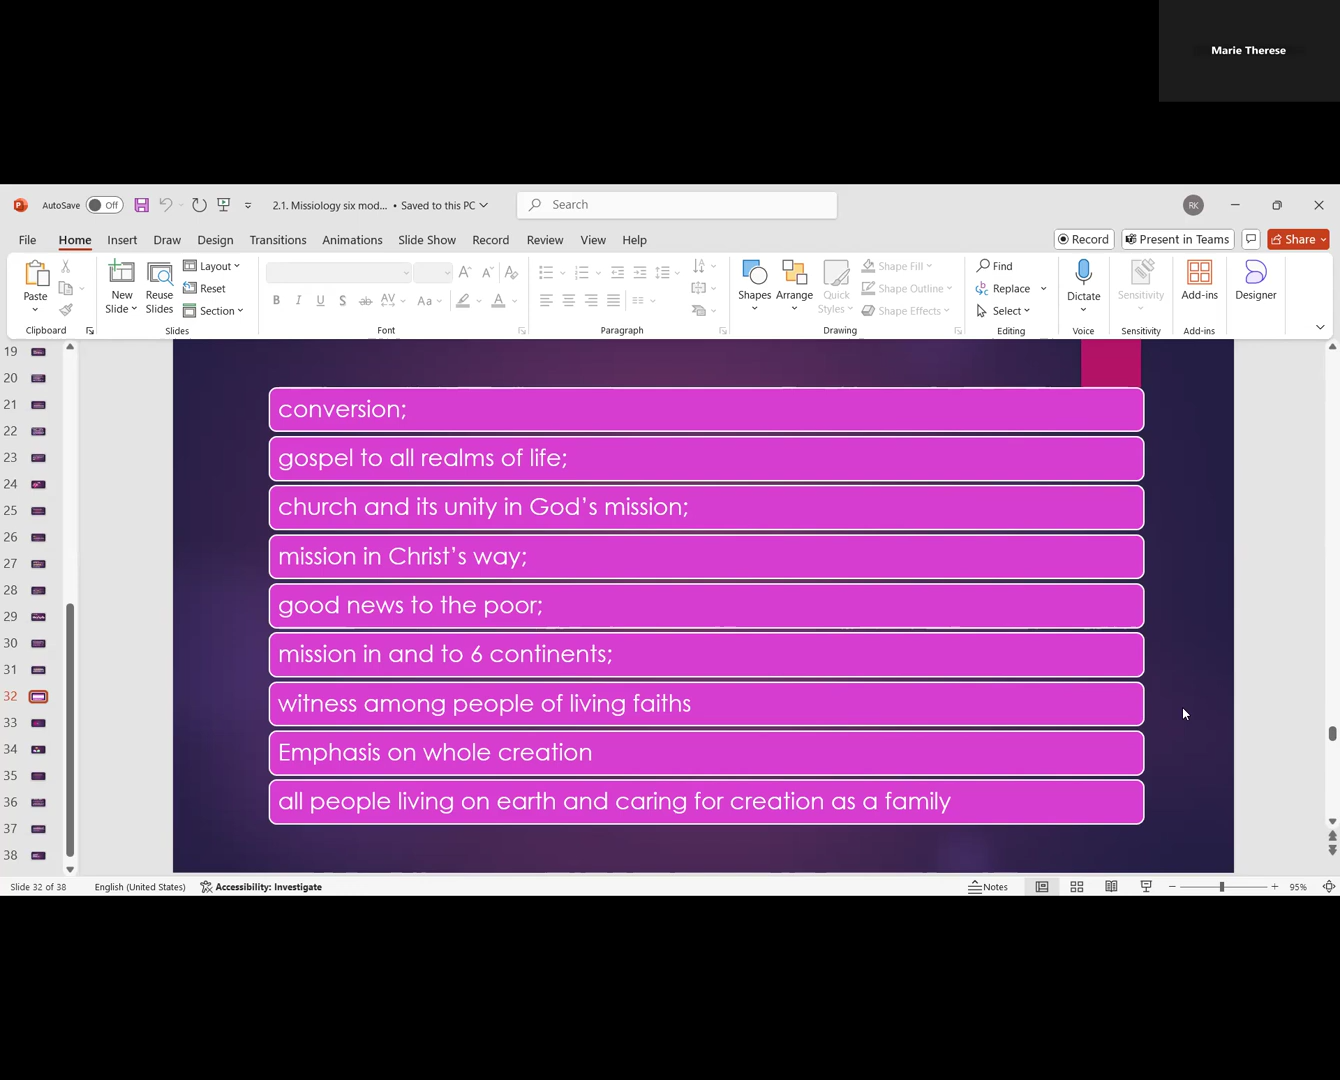 Marie Therese
AutoSave Off
2.1. Missiology six mod... • Saved to this PC
Search
RK
File Home Insert Draw Design Transitions Animations Slide Show Record Review View Help
Record Present in Teams Share
Paste
New Slide
Reuse Slides
Layout
Reset
Section
B I U S ab AV Aa A
Shapes Arrange Quick Styles
Shape Fill
Shape Outline
Shape Effects
Find
Replace
Select
Dictate
Sensitivity
Add-ins
Designer
Clipboard Slides Font Paragraph Drawing Editing Voice Sensitivity Add-ins
19
20
21
22
23
24
25
26
27
28
29
30
31
32
33
34
35
36
37
38
conversion;
gospel to all realms of life;
church and its unity in God’s mission;
mission in Christ’s way;
good news to the poor;
mission in and to 6 continents;
witness among people of living faiths
Emphasis on whole creation
all people living on earth and caring for creation as a family
Slide 32 of 38 English (United States) Accessibility: Investigate Notes 95%